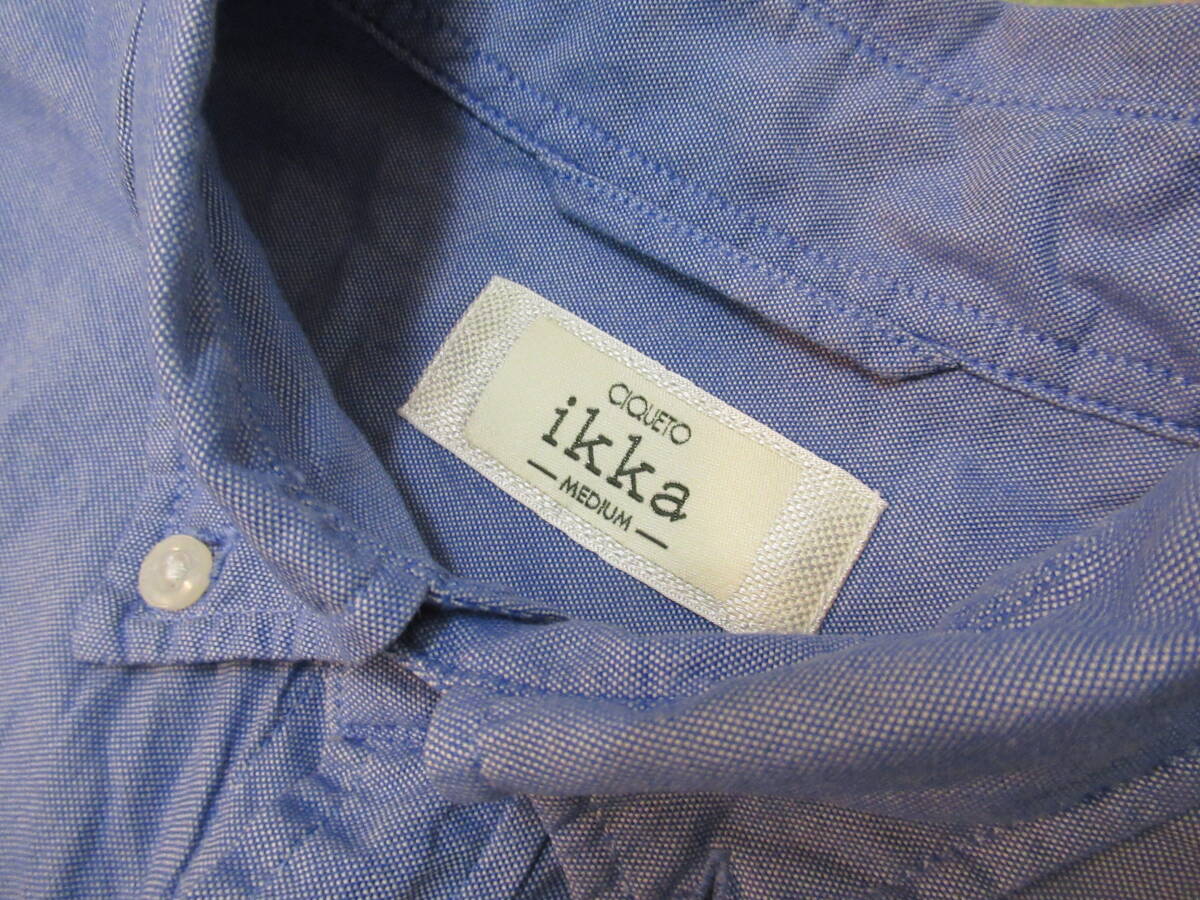 CIQUETO
ikka
— MEDIUM —